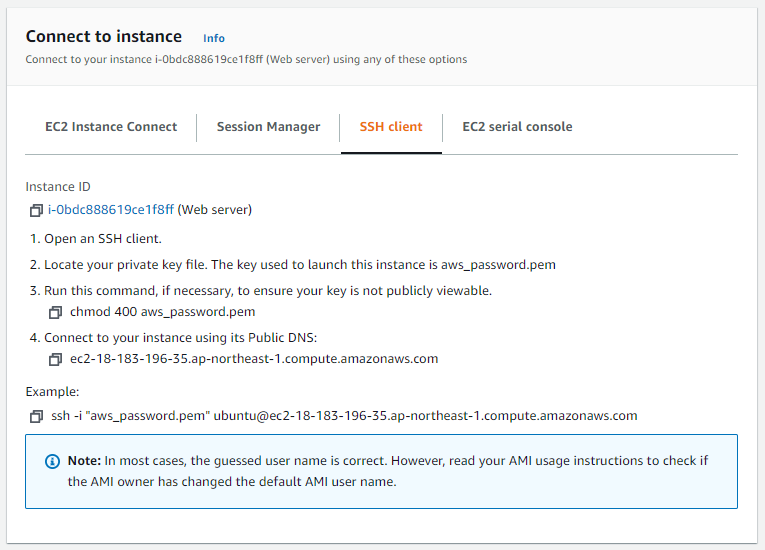 Connect to instance Info
Connect to your instance i-0bdc888619ce1f8ff (Web server) using any of these options
EC2 Instance Connect Session Manager SSH client EC2 serial console
Instance ID
i-0bdc888619ce1f8ff (Web server)
1. Open an SSH client.
2. Locate your private key file. The key used to launch this instance is aws_password.pem
3. Run this command, if necessary, to ensure your key is not publicly viewable.
chmod 400 aws_password.pem
4. Connect to your instance using its Public DNS:
ec2-18-183-196-35.ap-northeast-1.compute.amazonaws.com
Example:
ssh -i "aws_password.pem" ubuntu@ec2-18-183-196-35.ap-northeast-1.compute.amazonaws.com
Note: In most cases, the guessed user name is correct. However, read your AMI usage instructions to check if
the AMI owner has changed the default AMI user name.